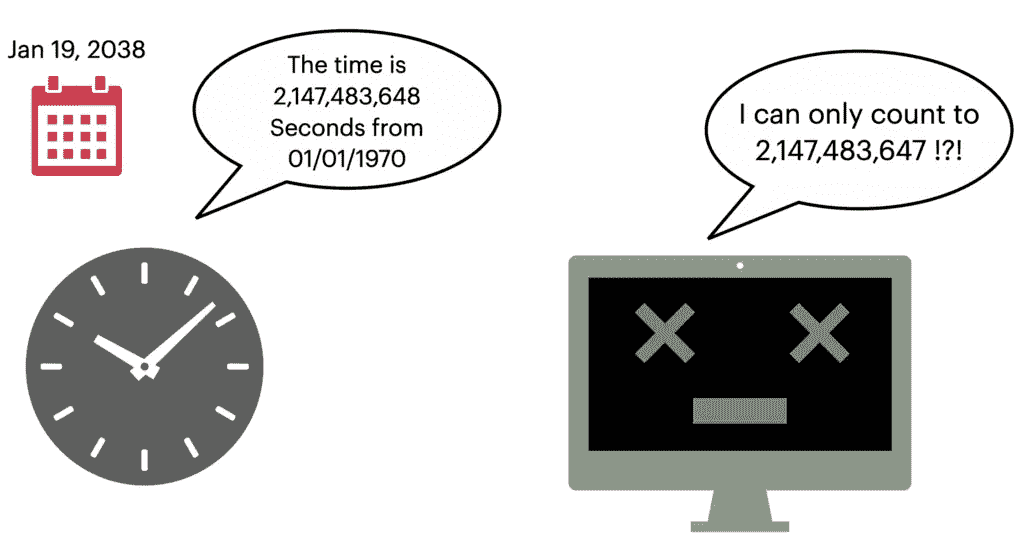 Jan 19, 2038
The time is
2,147,483,648
Seconds from
01/01/1970
I can only count to
2,147,483,647 !?!